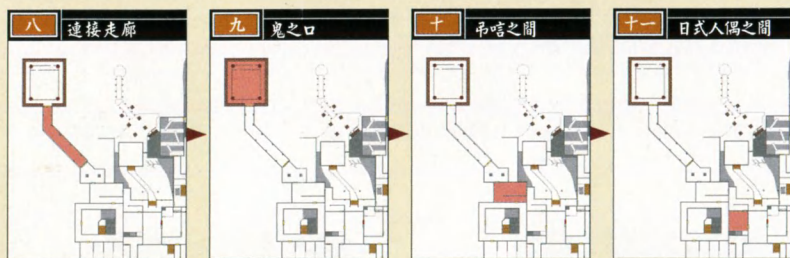 八 連接走廊
九 鬼之口
十 弔唁之間
十一 日式人偶之間